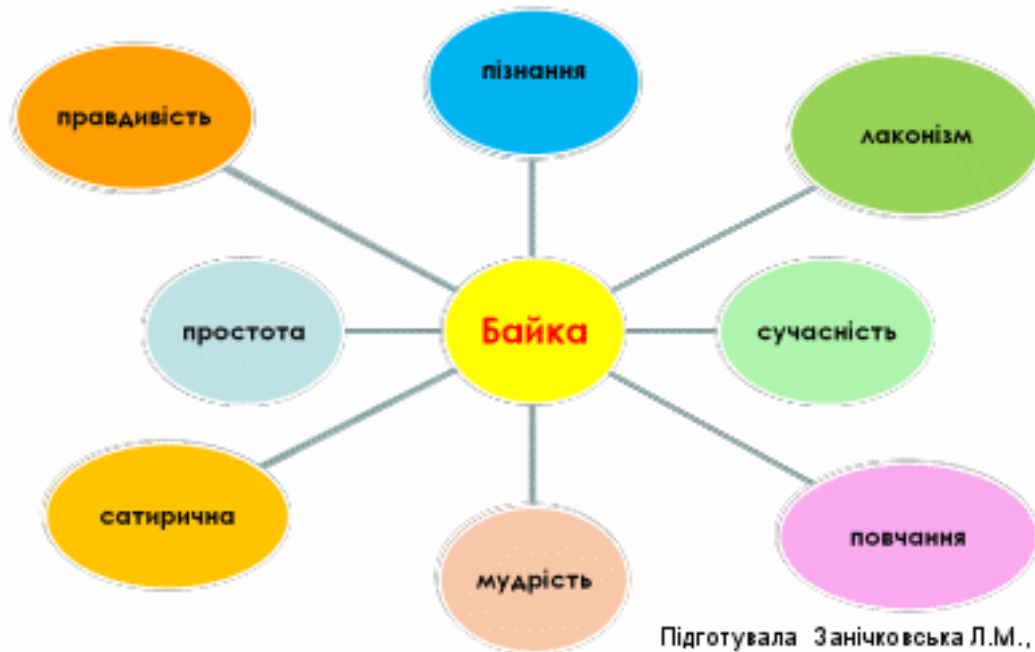 пізнання
правдивість
лаконізм
простота
Байка
сучасність
сатирична
мудрість
повчання
Підготувала Занічковська Л.М.,